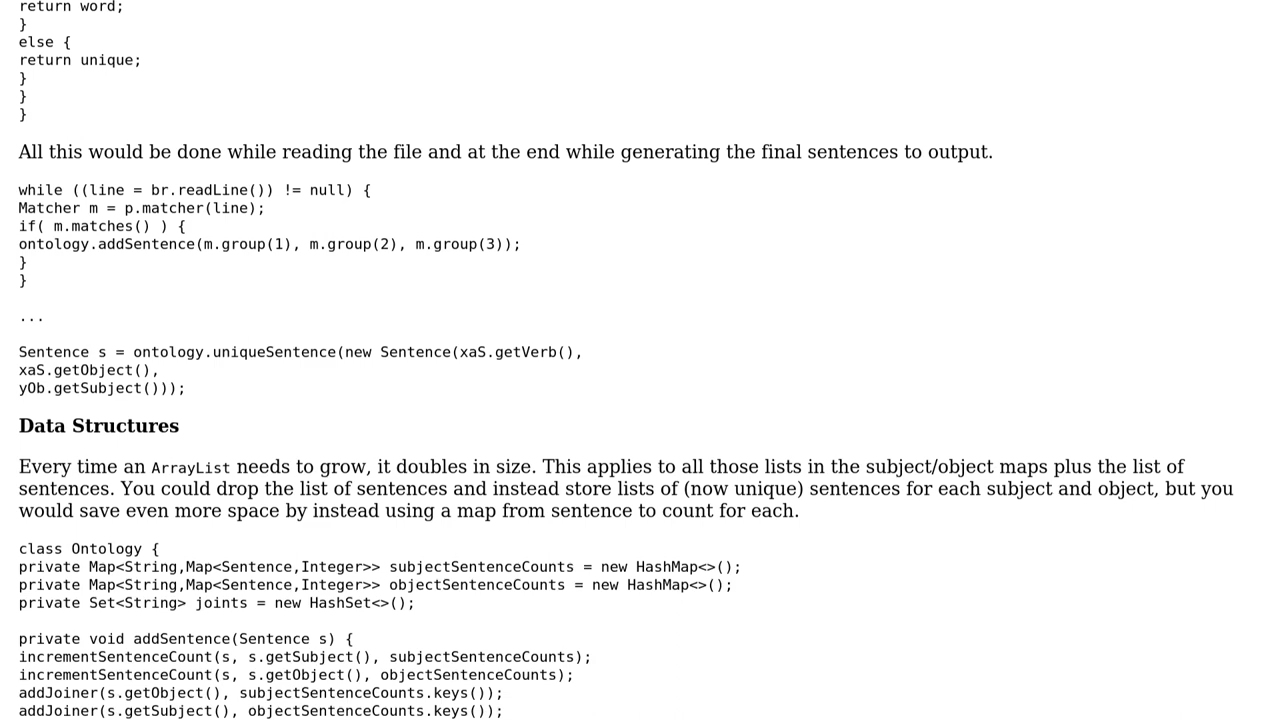 return word;
}
else {
return unique;
}
}
}
All this would be done while reading the file and at the end while generating the final sentences to output.
while ((line = br.readLine()) != null) {
Matcher m = p.matcher(line);
if( m.matches() ) {
ontology.addSentence(m.group(1), m.group(2), m.group(3));
}
}
...
Sentence s = ontology.uniqueSentence(new Sentence(xaS.getVerb(),
xaS.getObject(),
yOb.getSubject()));
Data Structures
Every time an ArrayList needs to grow, it doubles in size. This applies to all those lists in the subject/object maps plus the list of
sentences. You could drop the list of sentences and instead store lists of (now unique) sentences for each subject and object, but you
would save even more space by instead using a map from sentence to count for each.
class Ontology {
private Map<String,Map<Sentence,Integer>> subjectSentenceCounts = new HashMap<>();
private Map<String,Map<Sentence,Integer>> objectSentenceCounts = new HashMap<>();
private Set<String> joints = new HashSet<>();
private void addSentence(Sentence s) {
incrementSentenceCount(s, s.getSubject(), subjectSentenceCounts);
incrementSentenceCount(s, s.getObject(), objectSentenceCounts);
addJoiner(s.getObject(), subjectSentenceCounts.keys());
addJoiner(s.getSubject(), objectSentenceCounts.keys());